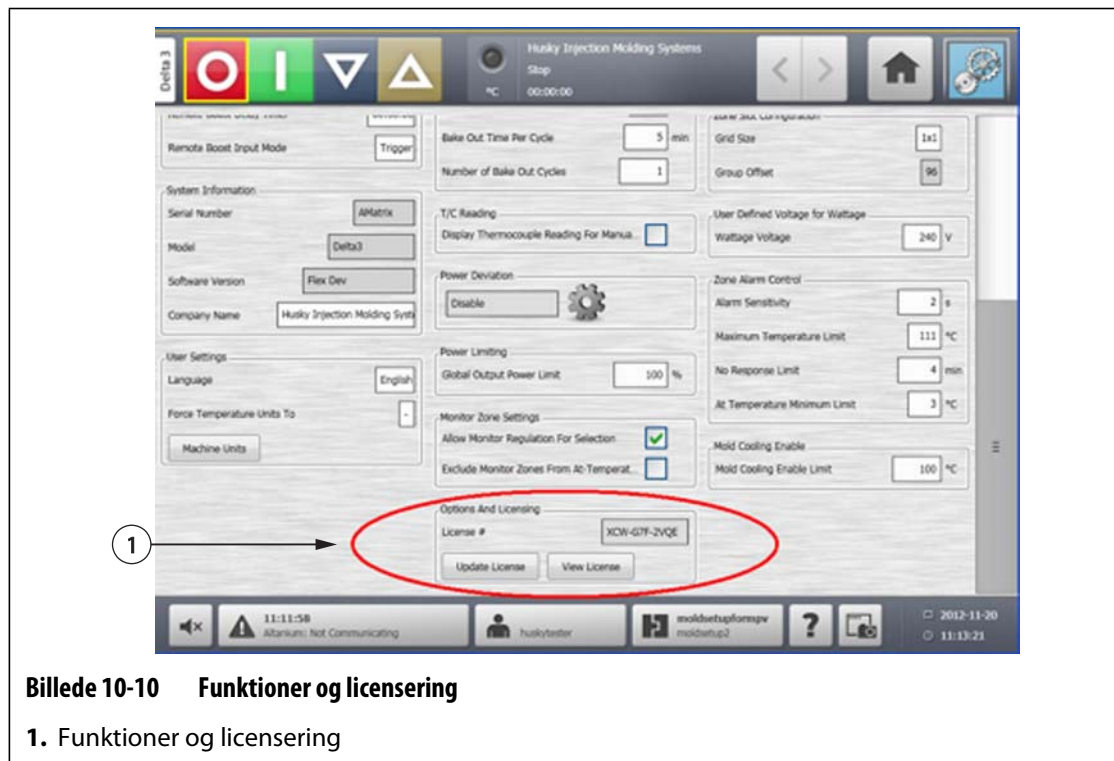 Delta 3
Husky Injection Molding Systems
Stop
°C 00:00:00
Remote Boost Input Mode Trigger
System Information
Serial Number AMatrix
Model Delta3
Software Version Flex Dev
Company Name Husky Injection Molding Syst
User Settings
Language English
Force Temperature Units To -
Machine Units
Bake Out Time Per Cycle 5 min
Number of Bake Out Cycles 1
T/C Reading
Display Thermocouple Reading For Manua...
Power Deviation
Disable
Power Limiting
Global Output Power Limit 100 %
Monitor Zone Settings
Allow Monitor Regulation For Selection
Exclude Monitor Zones From At-Temperat...
Options And Licensing
License # XCW-G7F-2VQE
Update License View License
Zone Slot Configuration
Grid Size 1x1
Group Offset 96
User Defined Voltage for Wattage
Wattage Voltage 240 V
Zone Alarm Control
Alarm Sensitivity 2 s
Maximum Temperature Limit 111 °C
No Response Limit 4 min
At Temperature Minimum Limit 3 °C
Mold Cooling Enable
Mold Cooling Enable Limit 100 °C
1
11:11:58
Altanium: Not Communicating
huskytester
moldsetupformpv
moldsetup2
?
2012-11-20
11:13:21
Billede 10-10 Funktioner og licensering
1. Funktioner og licensering